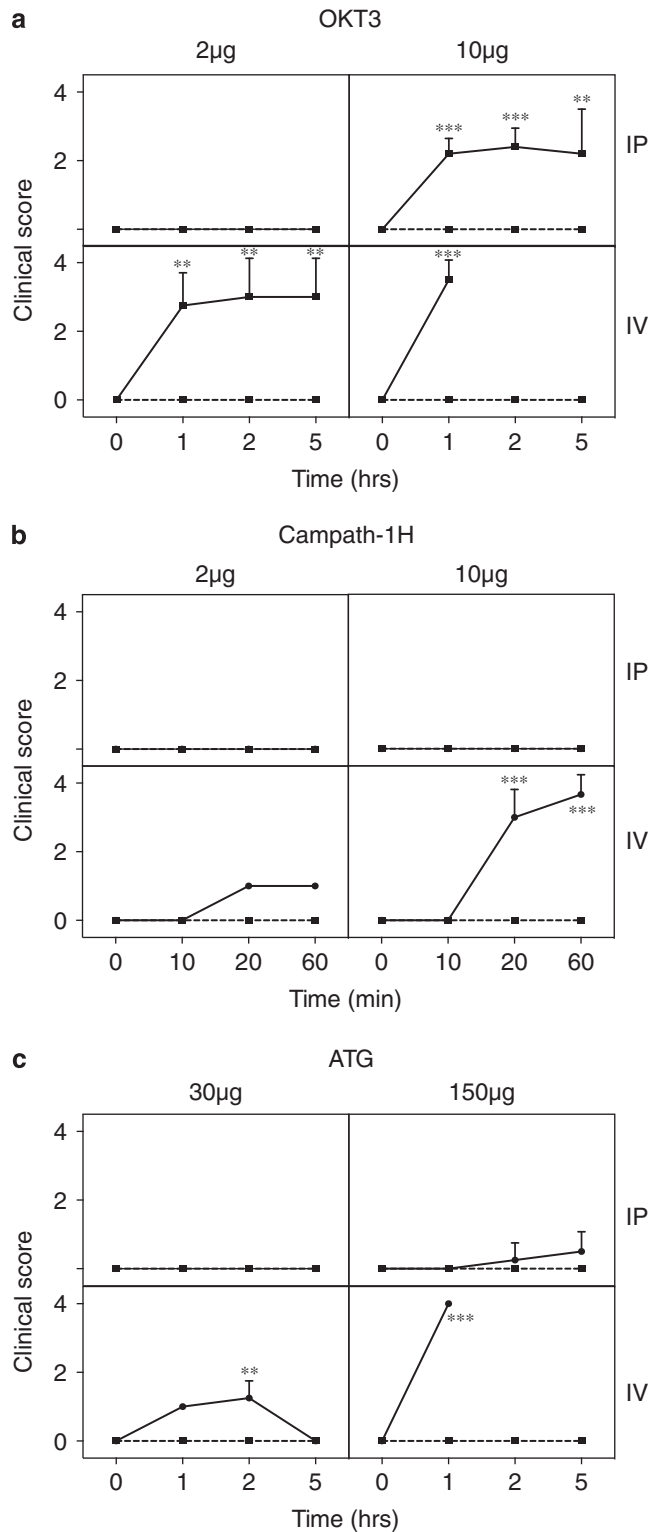 a
OKT3
2µg 10µg
4
2
Clinical score
IP
*** *** **
4
2
0
IV
** ** ** ***
0 1 2 5 0 1 2 5
Time (hrs)
b
Campath-1H
2µg 10µg
4
2
Clinical score
IP
4
2
0
IV
*** ***
0 10 20 60 0 10 20 60
Time (min)
c
ATG
30µg 150µg
4
2
Clinical score
IP
4
2
0
IV
** ***
0 1 2 5 0 1 2 5
Time (hrs)